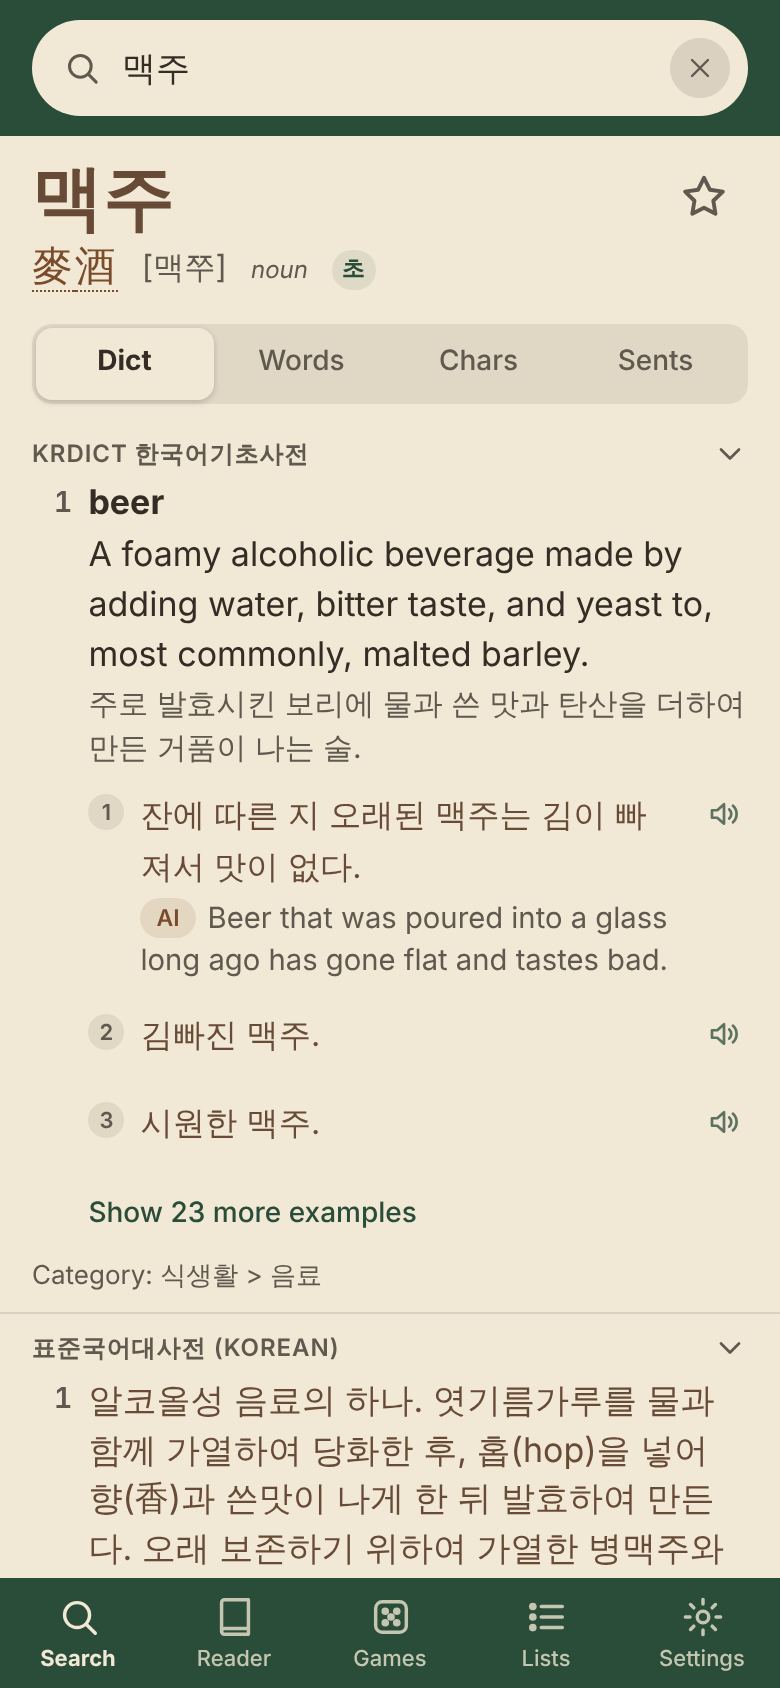 맥주
맥주
麥酒 [맥쭈] noun 초
Dict Words Chars Sents
KRDICT 한국어기초사전
1 beer
A foamy alcoholic beverage made by
adding water, bitter taste, and yeast to,
most commonly, malted barley.
주로 발효시킨 보리에 물과 쓴 맛과 탄산을 더하여
만든 거품이 나는 술.
1 잔에 따른 지 오래된 맥주는 김이 빠
져서 맛이 없다.
AI Beer that was poured into a glass
long ago has gone flat and tastes bad.
2 김빠진 맥주.
3 시원한 맥주.
Show 23 more examples
Category: 식생활 > 음료
표준국어대사전 (KOREAN)
1 알코올성 음료의 하나. 엿기름가루를 물과
함께 가열하여 당화한 후, 홉(hop)을 넣어
향(香)과 쓴맛이 나게 한 뒤 발효하여 만든
다. 오래 보존하기 위하여 가열한 병맥주와
Search Reader Games Lists Settings